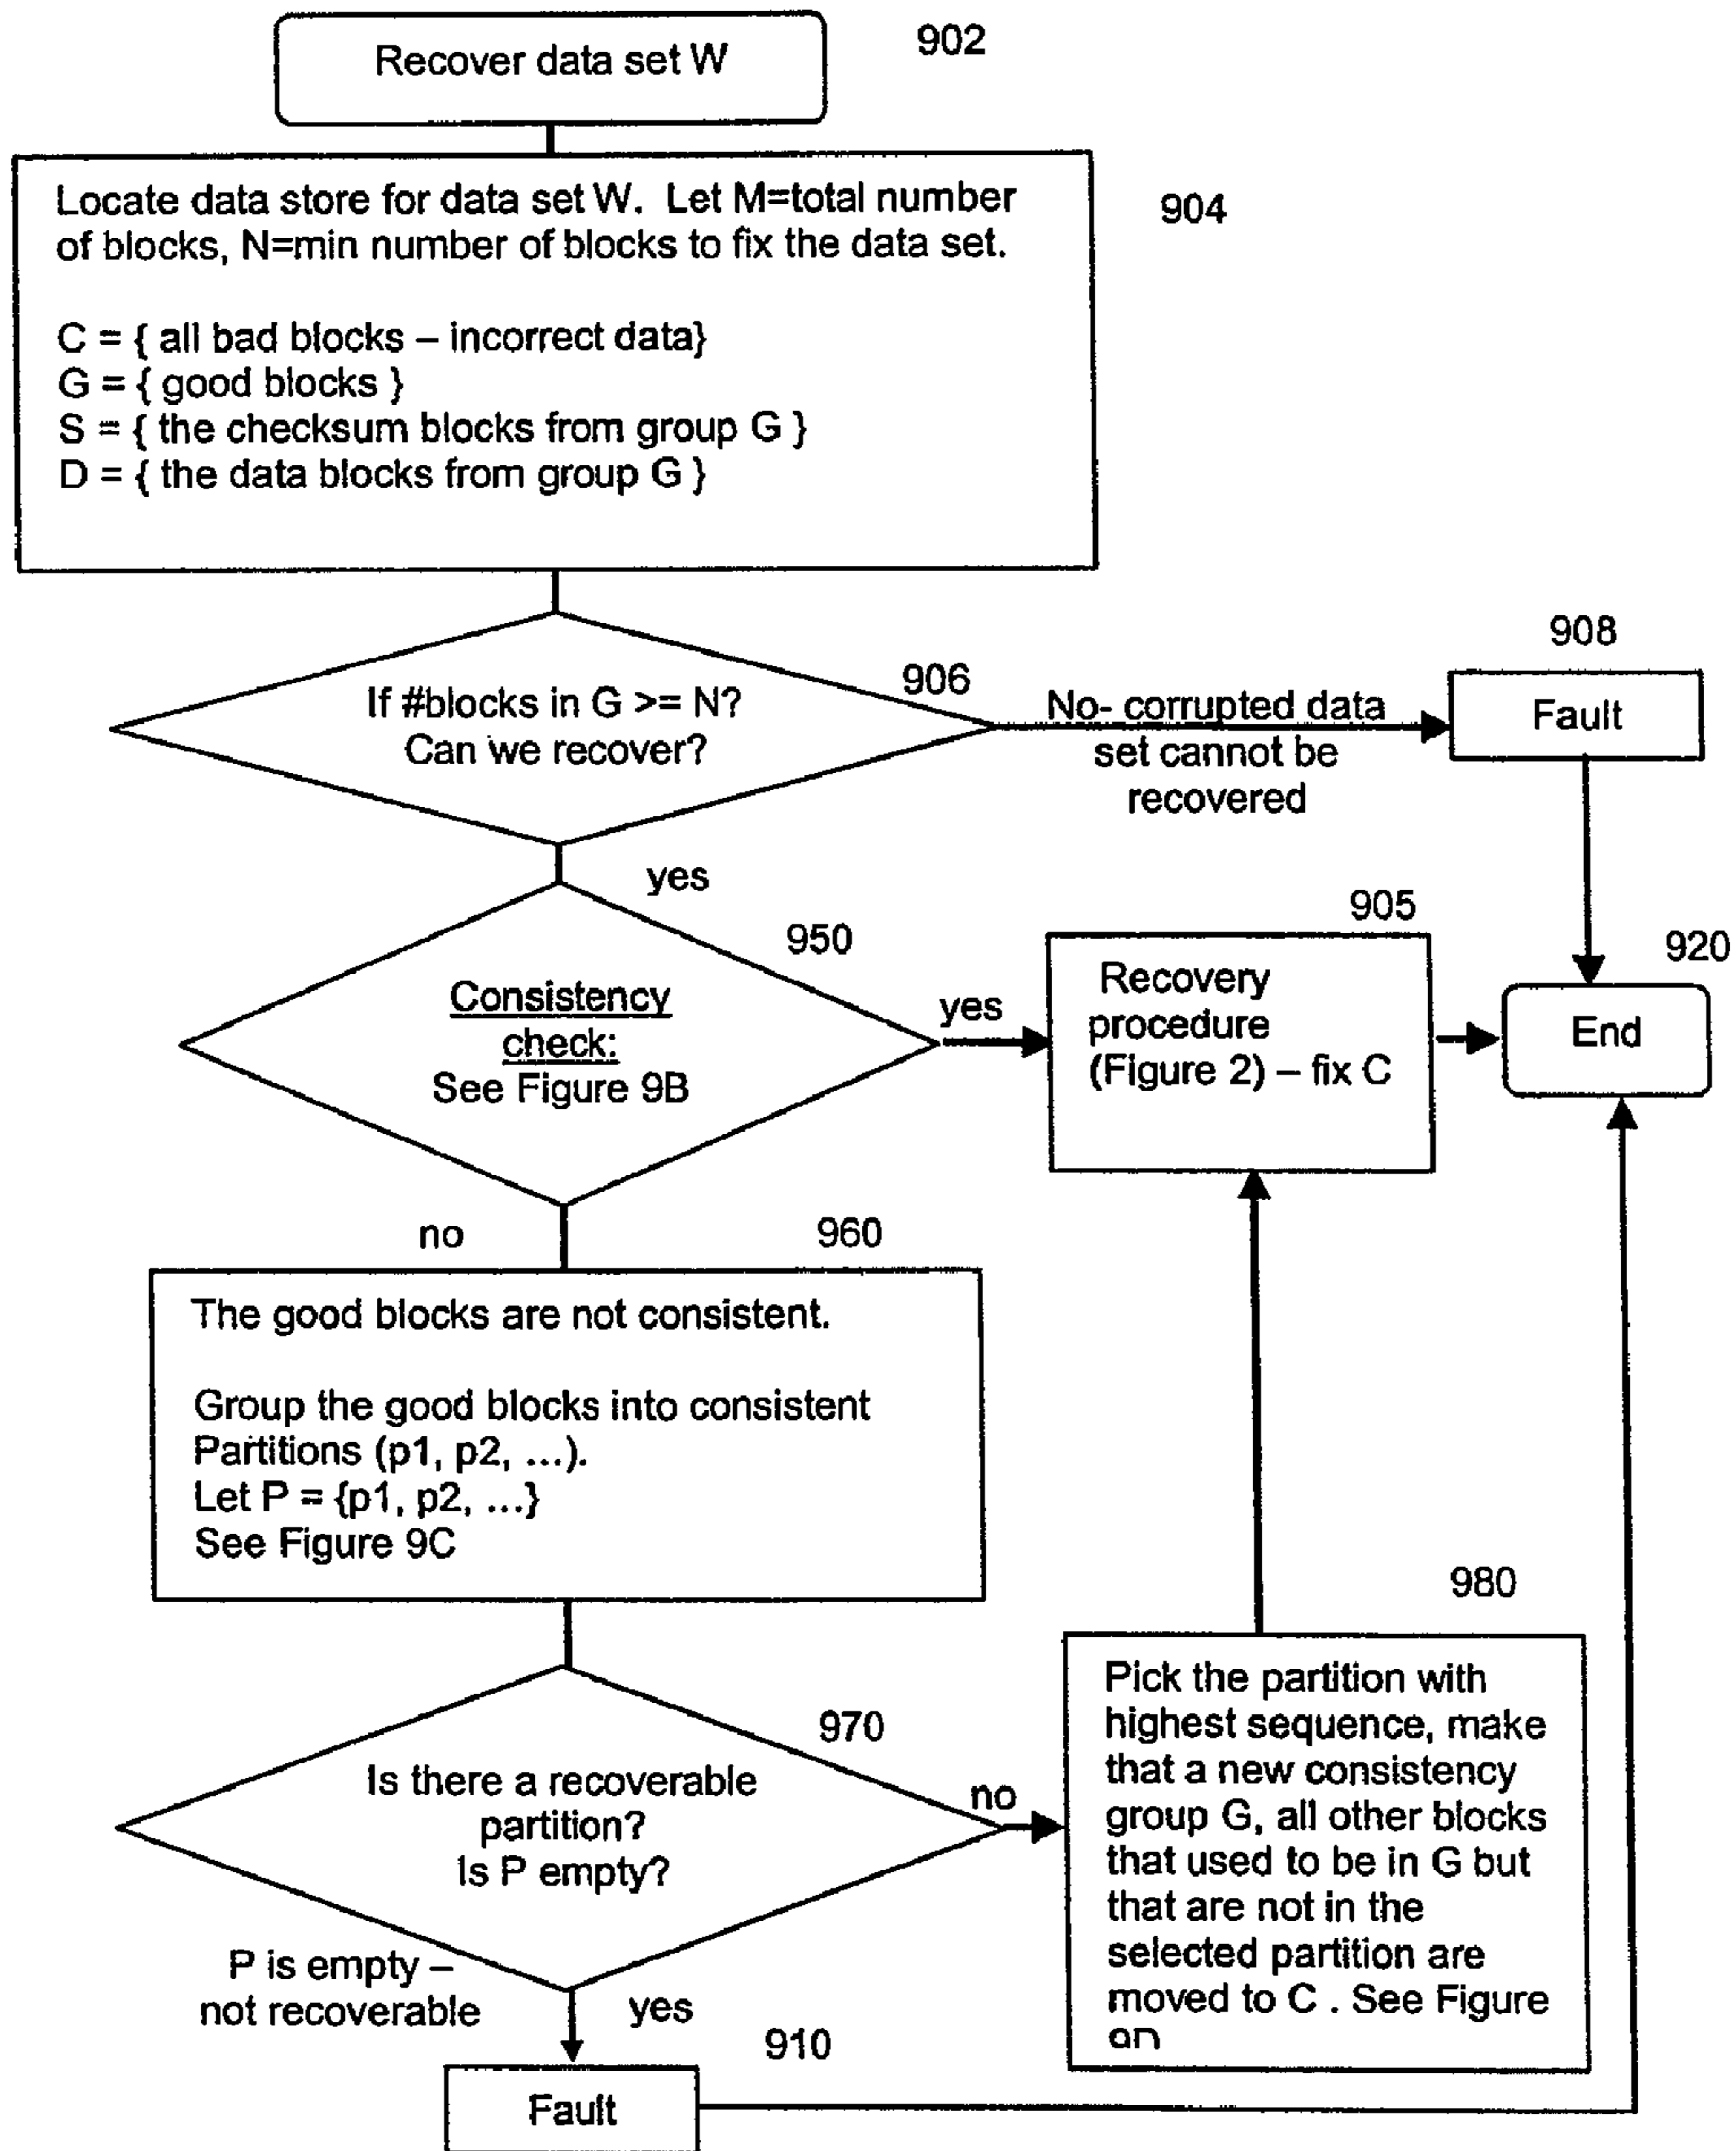 Recover data set W
902
Locate data store for data set W.  Let M=total number
of blocks, N=min number of blocks to fix the data set.
904
C = { all bad blocks – incorrect data}
G = { good blocks }
S = { the checksum blocks from group G }
D = { the data blocks from group G }
If #blocks in G >= N?
Can we recover?
906
No- corrupted data
set cannot be
recovered
908
Fault
yes
Consistency
check:
See Figure 9B
950
yes
905
Recovery
procedure
(Figure 2) – fix C
920
End
no
960
The good blocks are not consistent.
Group the good blocks into consistent
Partitions (p1, p2, ...).
Let P = {p1, p2, ...}
See Figure 9C
970
Is there a recoverable
partition?
Is P empty?
no
980
Pick the partition with
highest sequence, make
that a new consistency
group G, all other blocks
that used to be in G but
that are not in the
selected partition are
moved to C . See Figure
P is empty –
not recoverable
yes
910
Fault